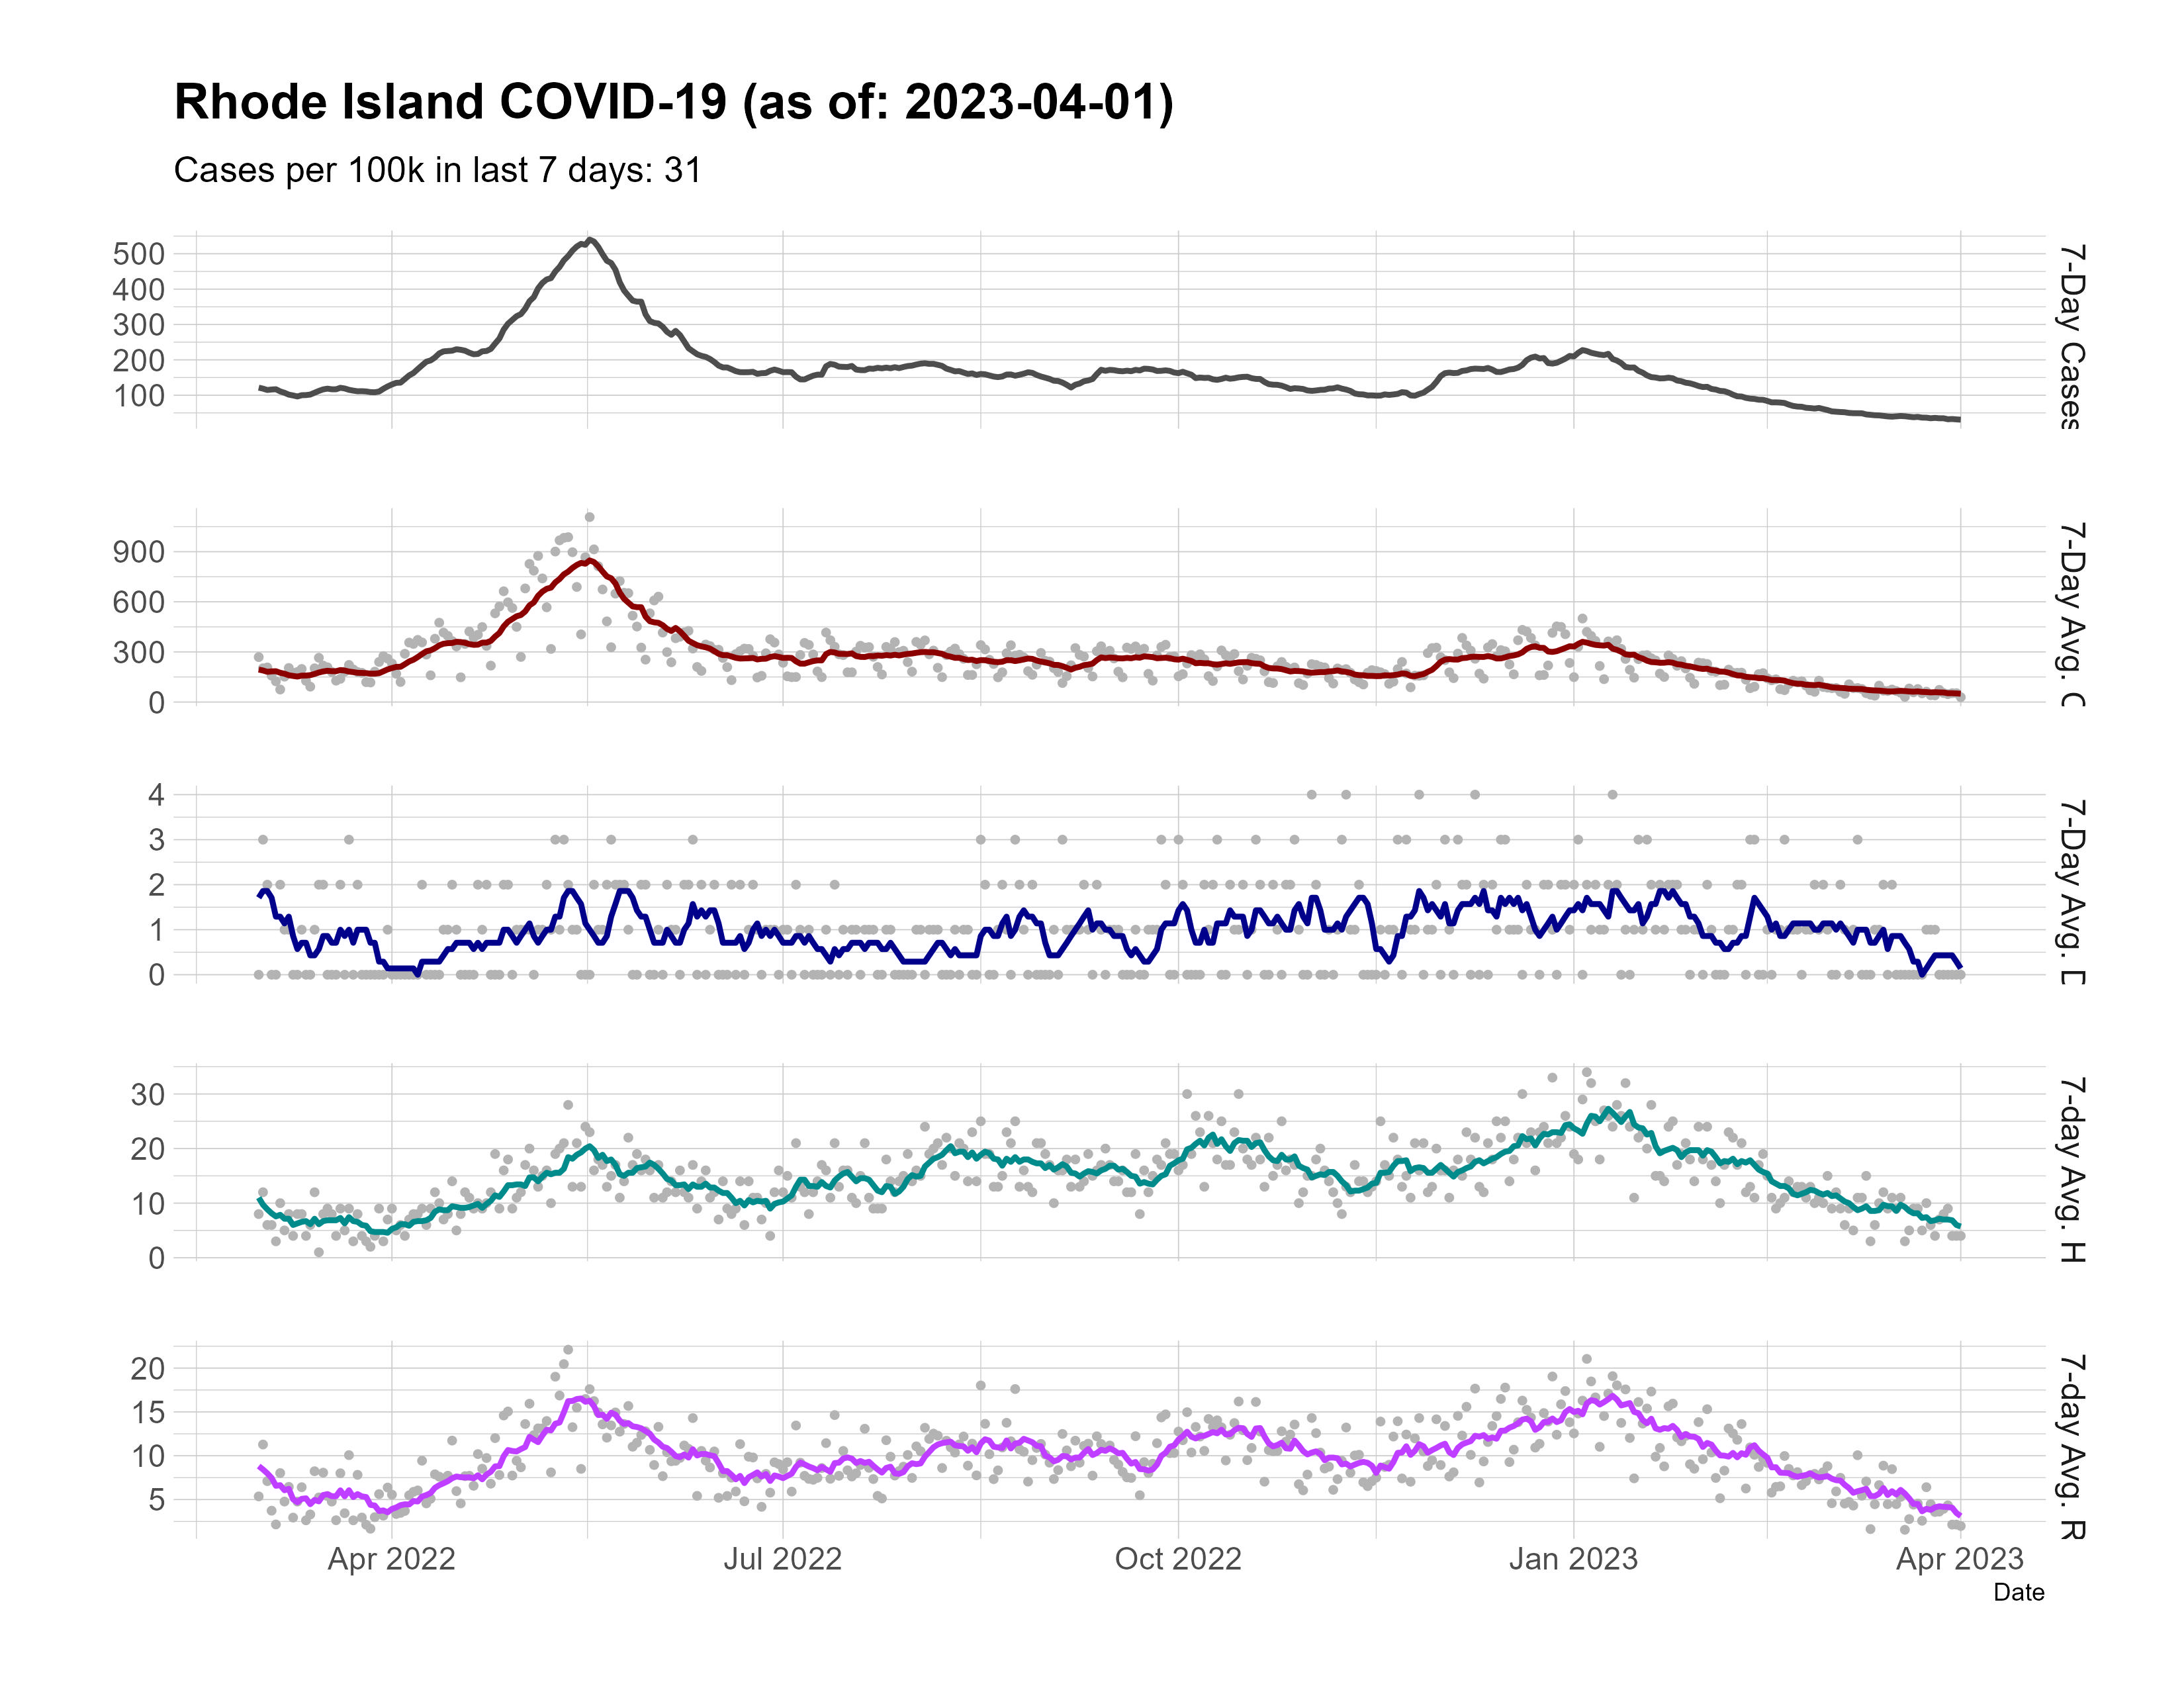 Rhode Island COVID-19 (as of: 2023-04-01)
Cases per 100k in last 7 days: 31
500
400
300
200
100
7-Day Cases
900
600
300
0
7-Day Avg. C
4
3
2
1
0
7-Day Avg. D
30
20
10
0
7-day Avg. H
20
15
10
5
7-day Avg. R
Apr 2022
Jul 2022
Oct 2022
Jan 2023
Apr 2023
Date